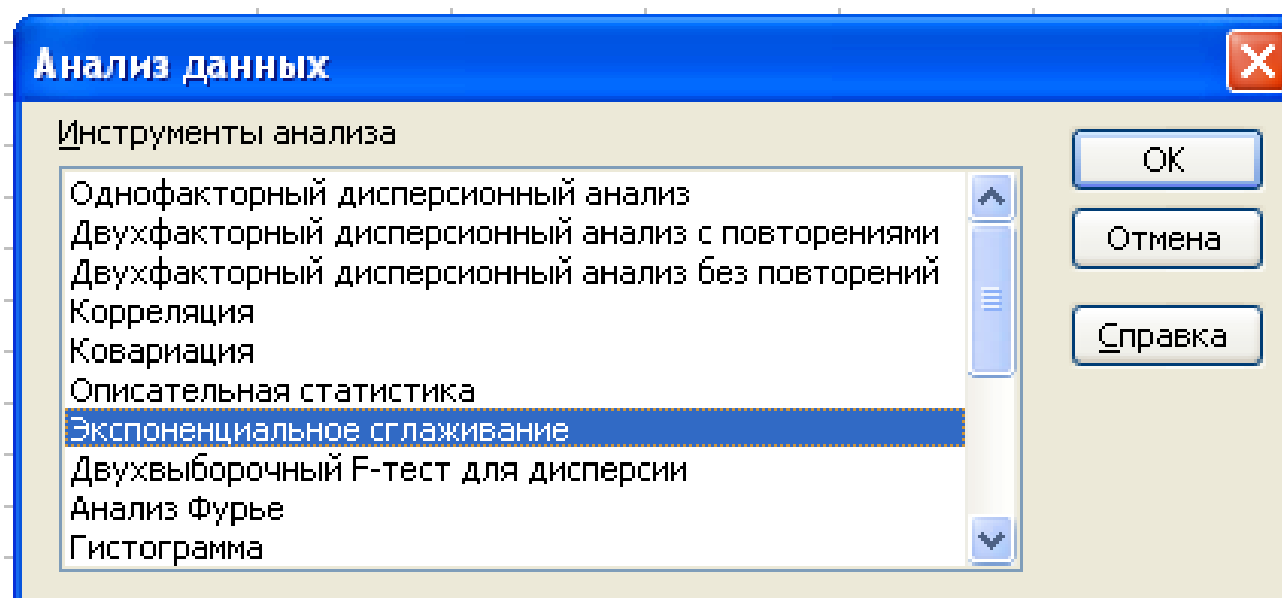 Анализ данных
Инструменты анализа
Однофакторный дисперсионный анализ
Двухфакторный дисперсионный анализ с повторениями
Двухфакторный дисперсионный анализ без повторений
Корреляция
Ковариация
Описательная статистика
Экспоненциальное сглаживание
Двухвыборочный F-тест для дисперсии
Анализ Фурье
Гистограмма
ОК
Отмена
Справка